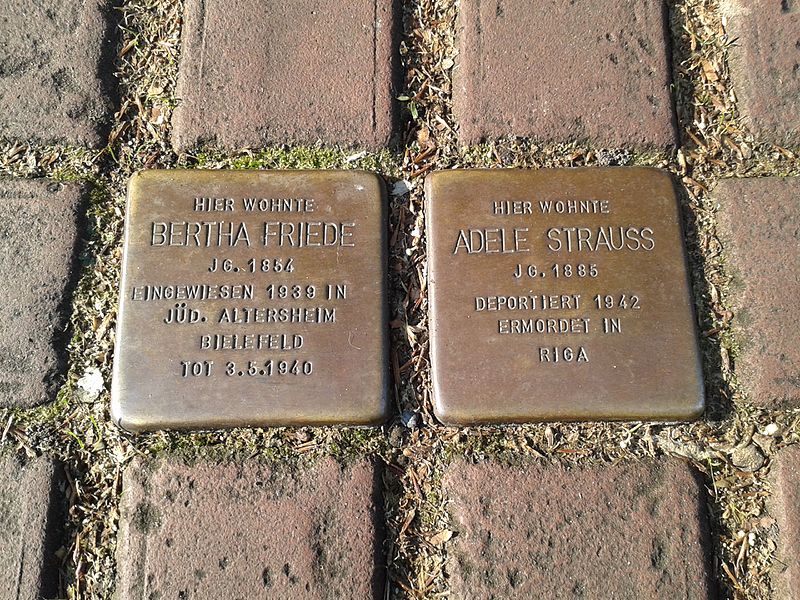 HIER WOHNTE
BERTHA FRIEDE
JG. 1854
EINGEWIESEN 1939 IN
JÜD. ALTERSHEIM
BIELEFELD
TOT 3.5.1940
HIER WOHNTE
ADELE STRAUSS
JG. 1885
DEPORTIERT 1942
ERMORDET IN
RIGA